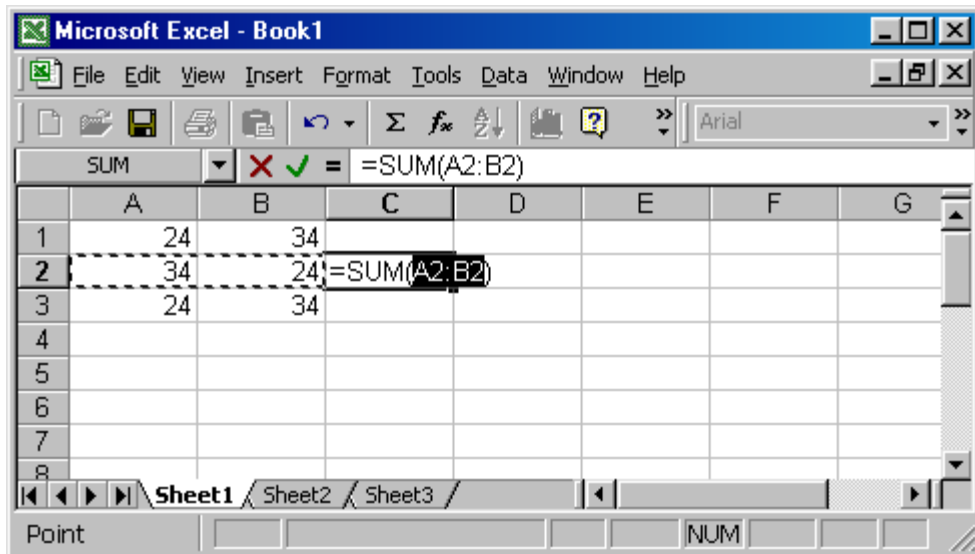 Microsoft Excel - Book1
File Edit View Insert Format Tools Data Window Help
Σ fx A Z ? » Arial »
SUM = =SUM(A2:B2)
A B C D E F G
1 24 34
2 34 24 =SUM(A2:B2)
3 24 34
4
5
6
7
8
Sheet1 Sheet2 Sheet3
Point NUM